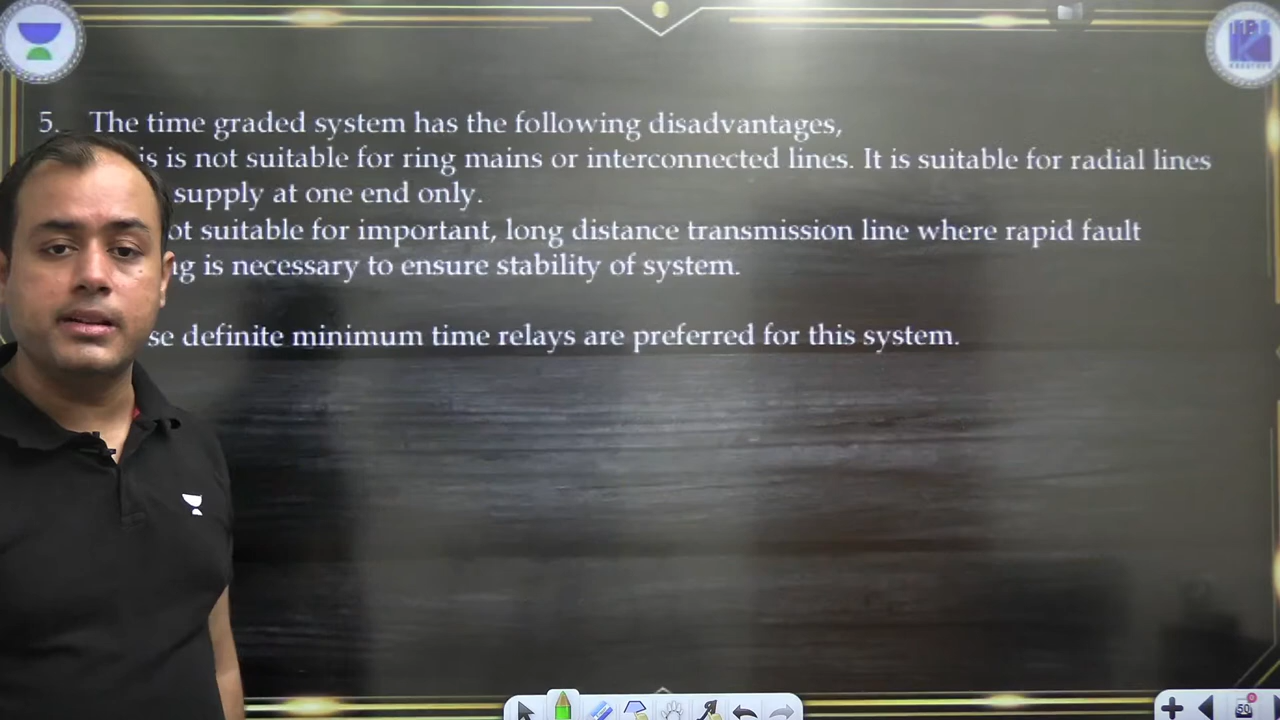 5. The time graded system has the following disadvantages,
is is not suitable for ring mains or interconnected lines. It is suitable for radial lines
supply at one end only.
ot suitable for important, long distance transmission line where rapid fault
ng is necessary to ensure stability of system.
se definite minimum time relays are preferred for this system.
50